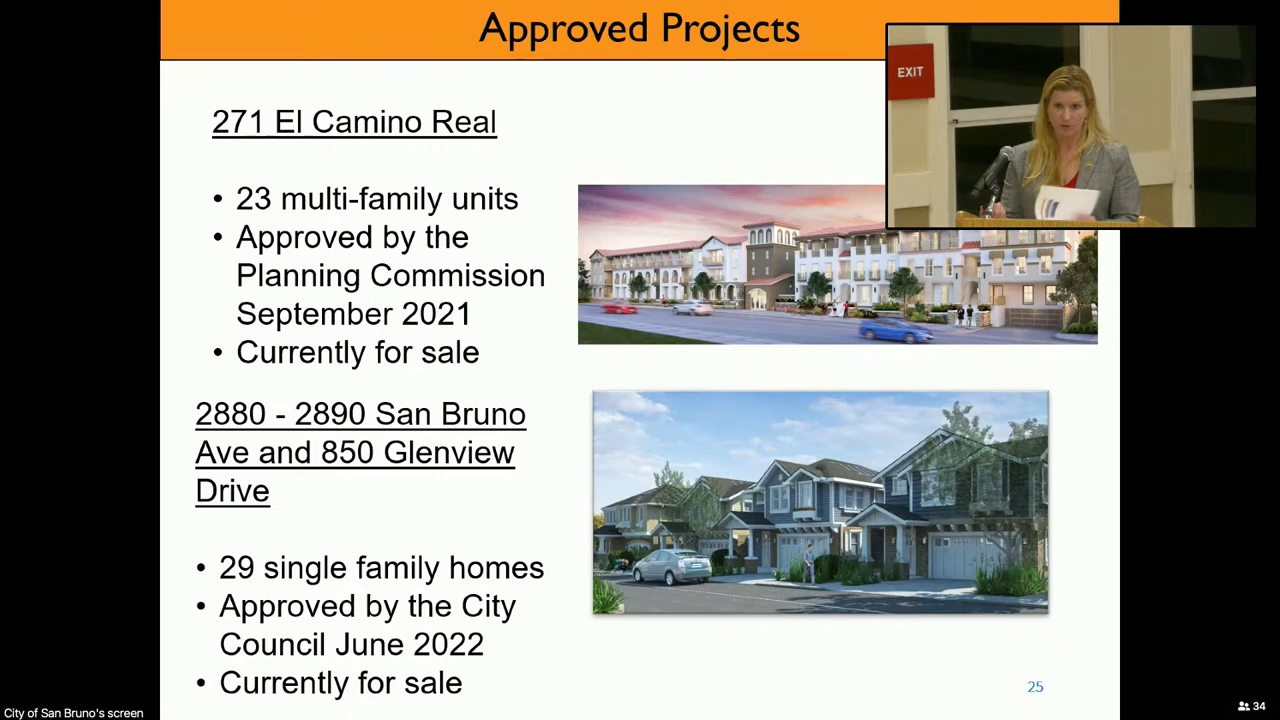 Approved Projects
EXIT
271 El Camino Real
• 23 multi-family units
• Approved by the
Planning Commission
September 2021
• Currently for sale
2880 - 2890 San Bruno
Ave and 850 Glenview
Drive
• 29 single family homes
• Approved by the City
Council June 2022
• Currently for sale
25
City of San Bruno's screen
34